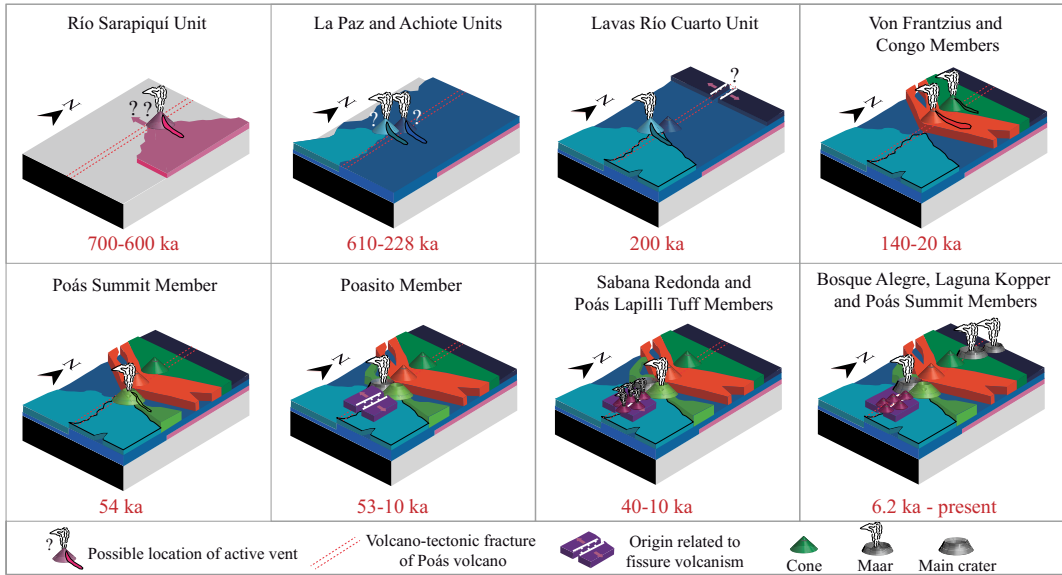 Río Sarapiquí Unit
N
? ?
700-600 ka
La Paz and Achiote Units
N
? ?
610-228 ka
Lavas Río Cuarto Unit
N
?
200 ka
Von Frantzius and
Congo Members
N
140-20 ka
Poás Summit Member
N
54 ka
Poasito Member
N
53-10 ka
Sabana Redonda and
Poás Lapilli Tuff Members
N
40-10 ka
Bosque Alegre, Laguna Kopper
and Poás Summit Members
N
6.2 ka - present
?
Possible location of active vent
Volcano-tectonic fracture
of Poás volcano
Origin related to
fissure volcanism
Cone
Maar
Main crater